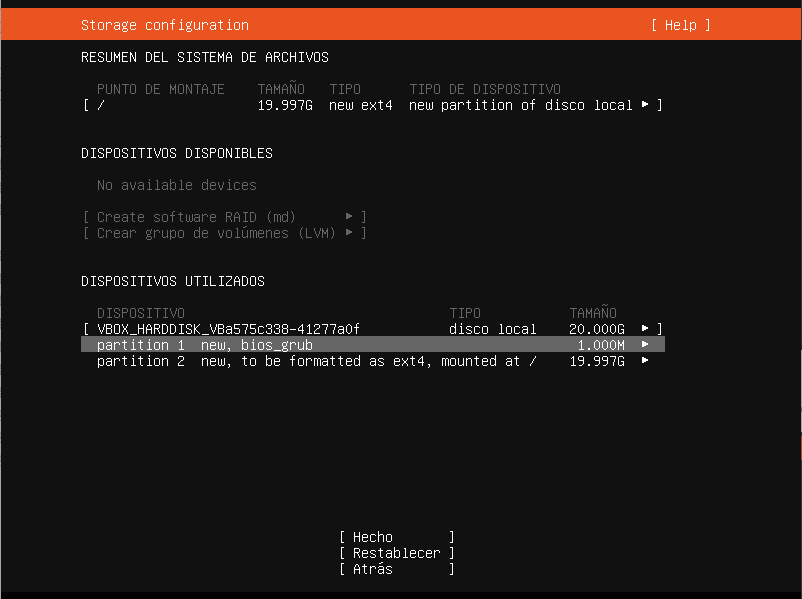 Storage configuration [ Help ]
RESUMEN DEL SISTEMA DE ARCHIVOS
PUNTO DE MONTAJE TAMAÑO TIPO TIPO DE DISPOSITIVO
[ / 19.997G new ext4 new partition of disco local ▸ ]
DISPOSITIVOS DISPONIBLES
No available devices
[ Create software RAID (md) ▸ ]
[ Crear grupo de volúmenes (LVM) ▸ ]
DISPOSITIVOS UTILIZADOS
DISPOSITIVO TIPO TAMAÑO
[ VBOX_HARDDISK_VBa575c338-41277a0f disco local 20.000G ▸ ]
partition 1 new, bios_grub 1.000M ▸
partition 2 new, to be formatted as ext4, mounted at / 19.997G ▸
[ Hecho ]
[ Restablecer ]
[ Atrás ]